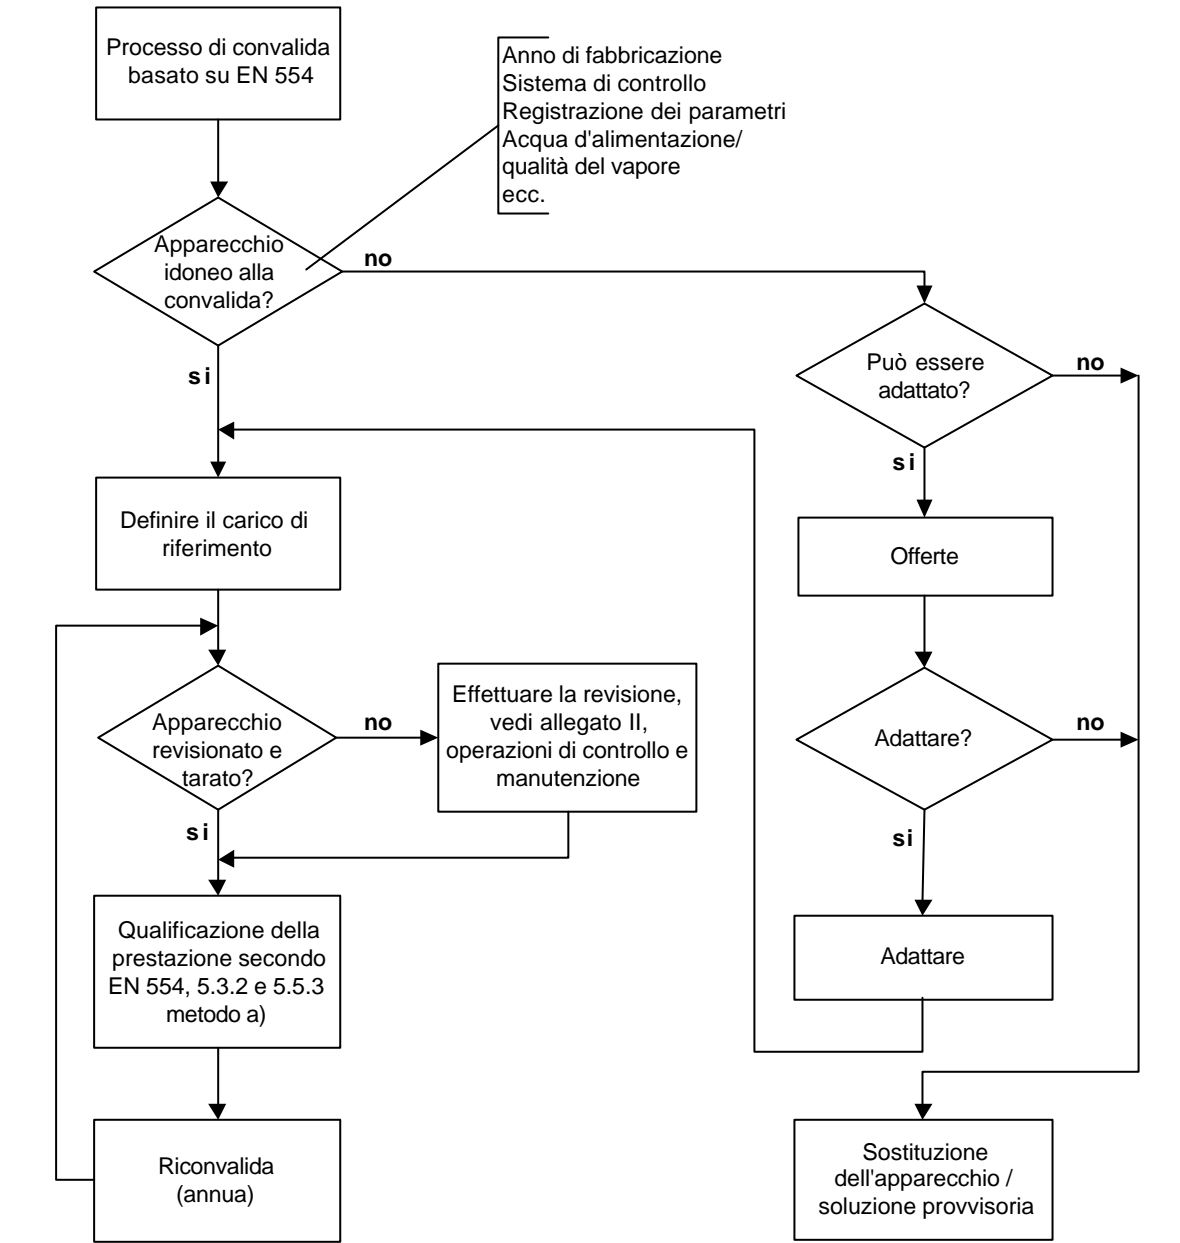 Processo di convalida
basato su EN 554
Anno di fabbricazione
Sistema di controllo
Registrazione dei parametri
Acqua d'alimentazione/
qualità del vapore
ecc.
Apparecchio
idoneo alla
convalida?
no
si
Può essere
adattato?
no
si
Definire il carico di
riferimento
Offerte
Apparecchio
revisionato e
tarato?
no
si
Effettuare la revisione,
vedi allegato II,
operazioni di controllo e
manutenzione
Adattare?
no
si
Qualificazione della
prestazione secondo
EN 554, 5.3.2 e 5.5.3
metodo a)
Adattare
Riconvalida
(annua)
Sostituzione
dell'apparecchio /
soluzione provvisoria